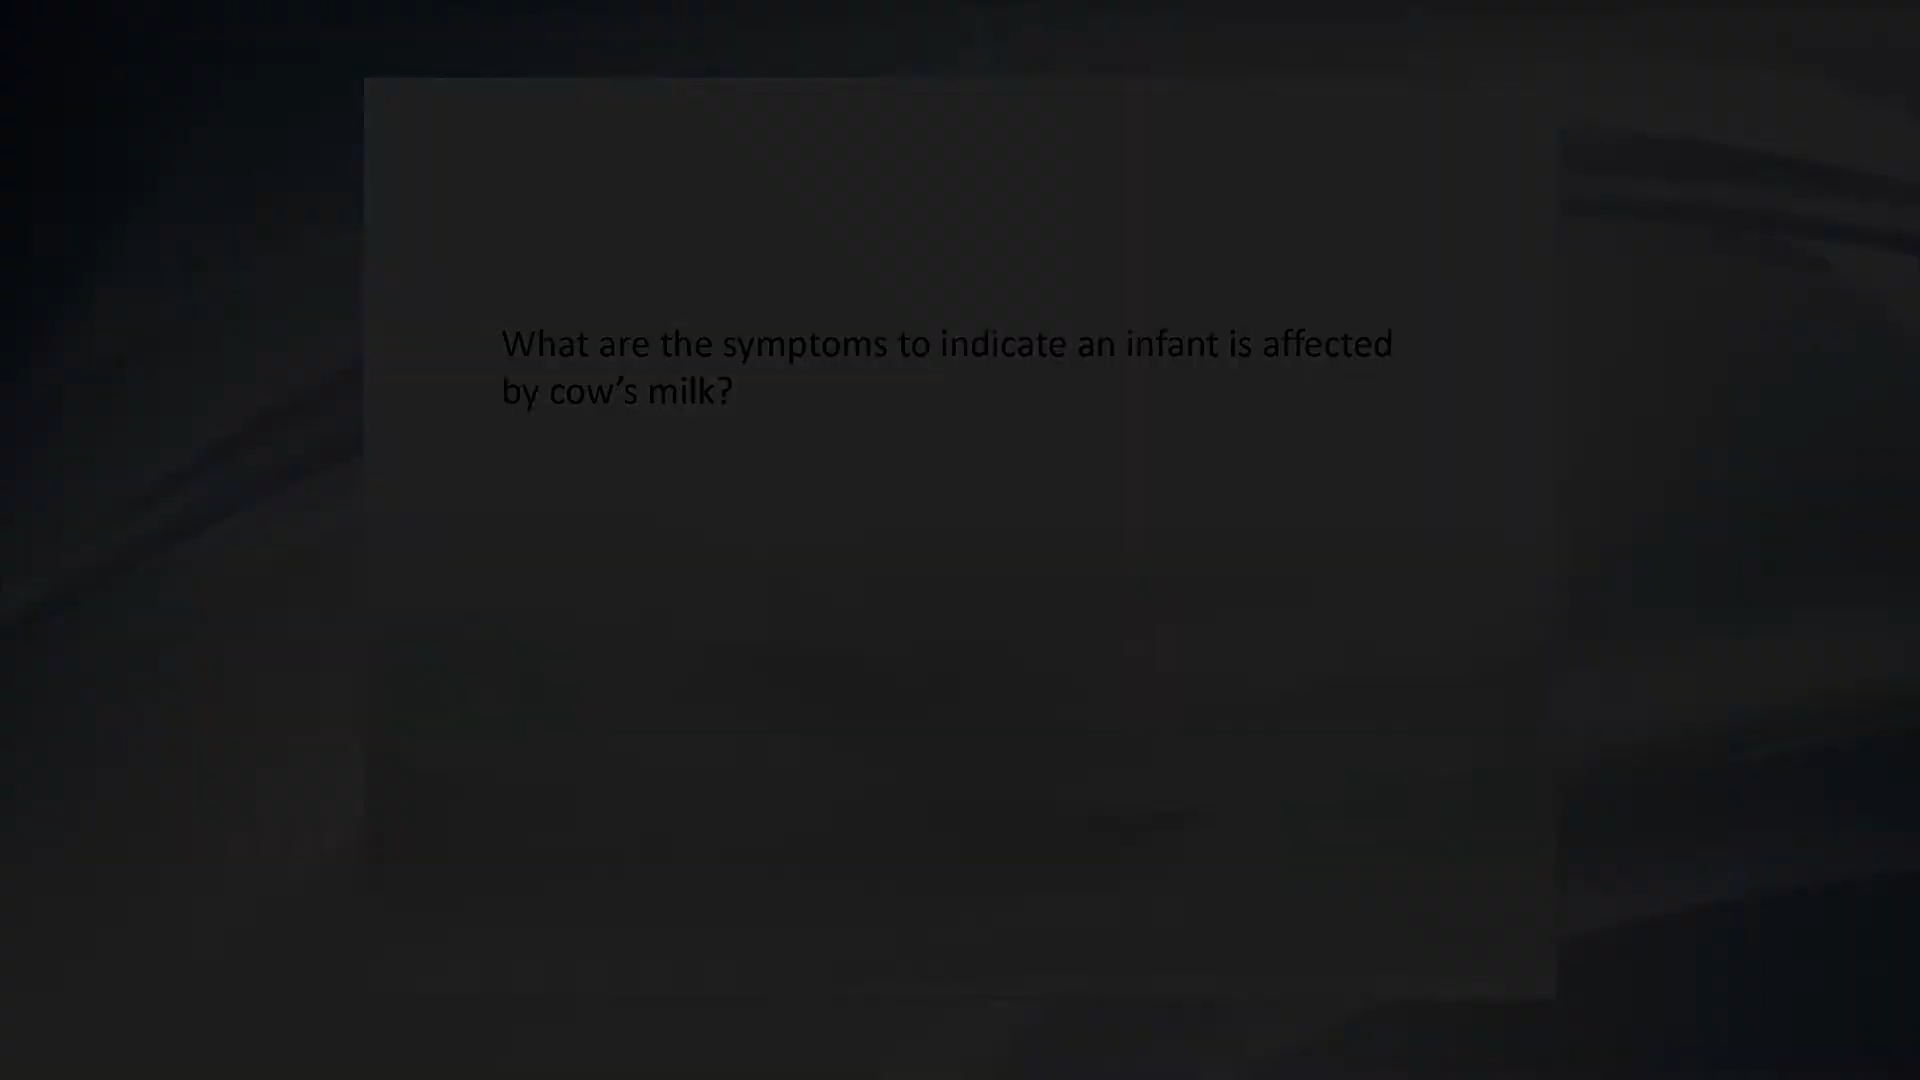 What are the symptoms to indicate an infant is affected
by cow’s milk?